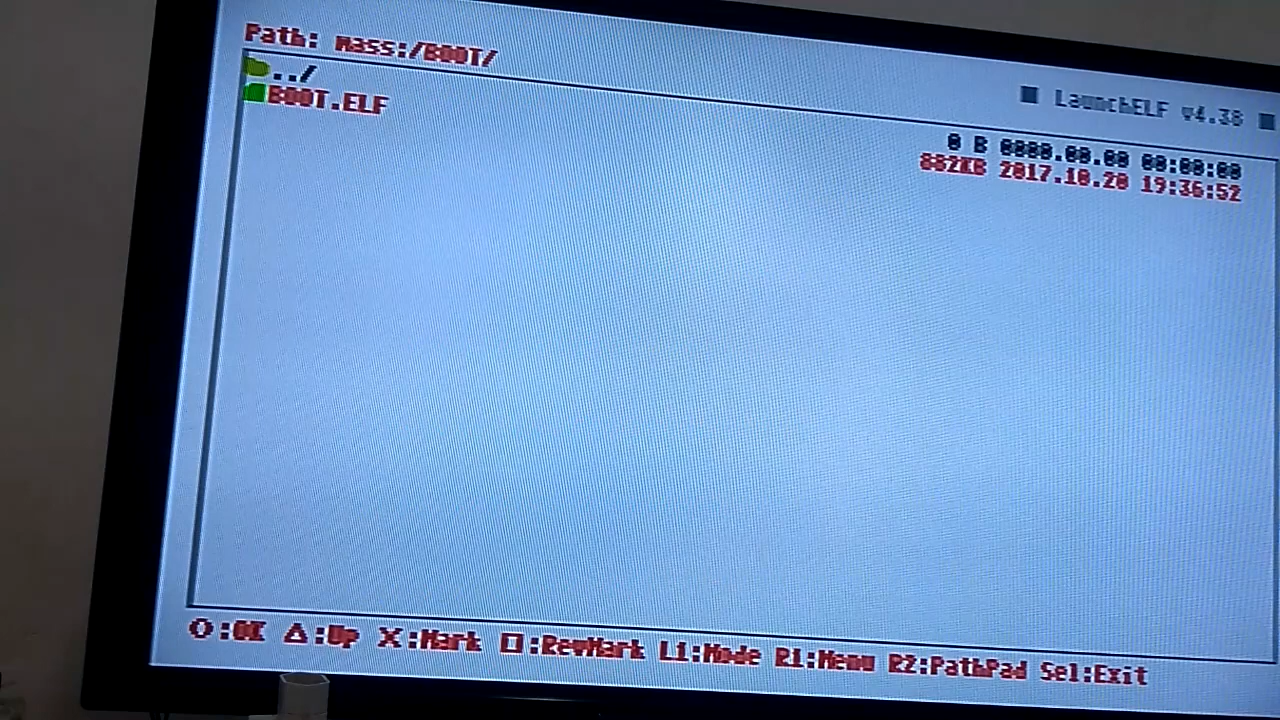 Path: mass:/BOOT/
■ LaunchELF v4.38 ■
../ 0 B 0000.00.00 00:00:00
BOOT.ELF 882KB 2017.10.20 19:36:52
O:OK △:Up X:Mark □:RevMark L1:Mode R1:Menu R2:PathPad Sel:Exit